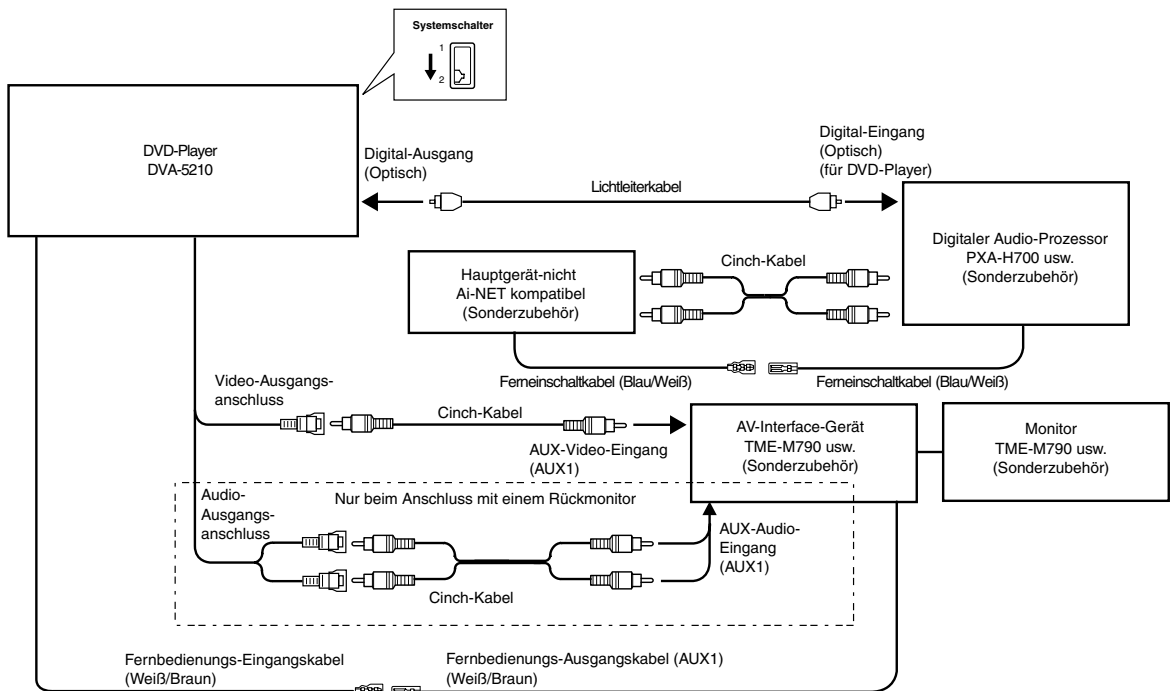 Systemschalter
1
2
DVD-Player
DVA-5210
Digital-Ausgang
(Optisch)
Lichtleiterkabel
Digital-Eingang
(Optisch)
(für DVD-Player)
Digitaler Audio-Prozessor
PXA-H700 usw.
(Sonderzubehör)
Hauptgerät-nicht
Ai-NET kompatibel
(Sonderzubehör)
Cinch-Kabel
Ferneinschaltkabel (Blau/Weiß)
Ferneinschaltkabel (Blau/Weiß)
Video-Ausgangs-
anschluss
Cinch-Kabel
AUX-Video-Eingang
(AUX1)
AV-Interface-Gerät
TME-M790 usw.
(Sonderzubehör)
Monitor
TME-M790 usw.
(Sonderzubehör)
Audio-
Ausgangs-
anschluss
Nur beim Anschluss mit einem Rückmonitor
Cinch-Kabel
AUX-Audio-
Eingang
(AUX1)
Fernbedienungs-Eingangskabel
(Weiß/Braun)
Fernbedienungs-Ausgangskabel (AUX1)
(Weiß/Braun)